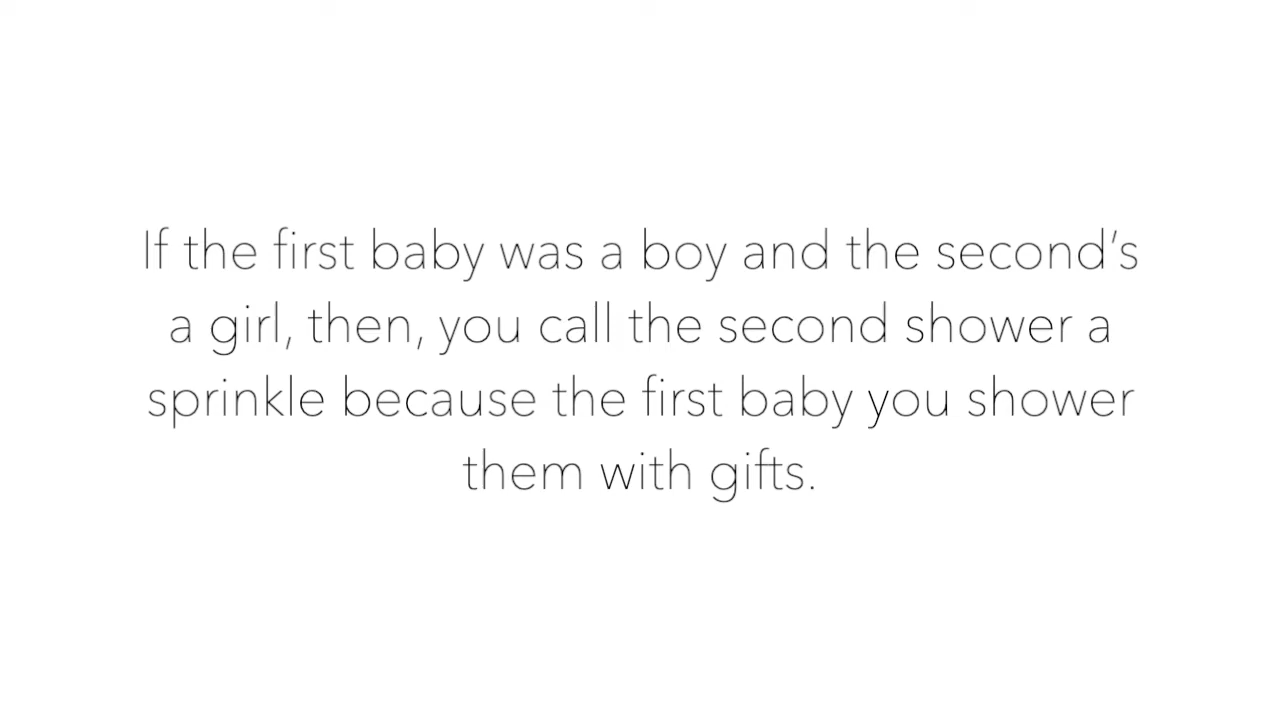 If the first baby was a boy and the second’s
a girl, then, you call the second shower a
sprinkle because the first baby you shower
them with gifts.